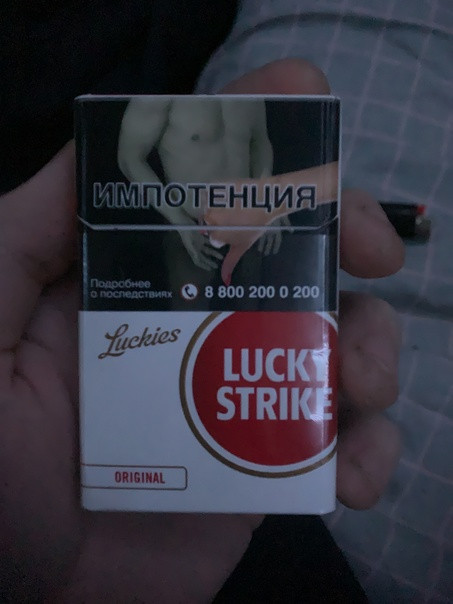 ИМПОТЕНЦИЯ
Подробнее
о последствиях
8 800 200 0 200
Luckies
LUCKY
STRIKE
ORIGINAL